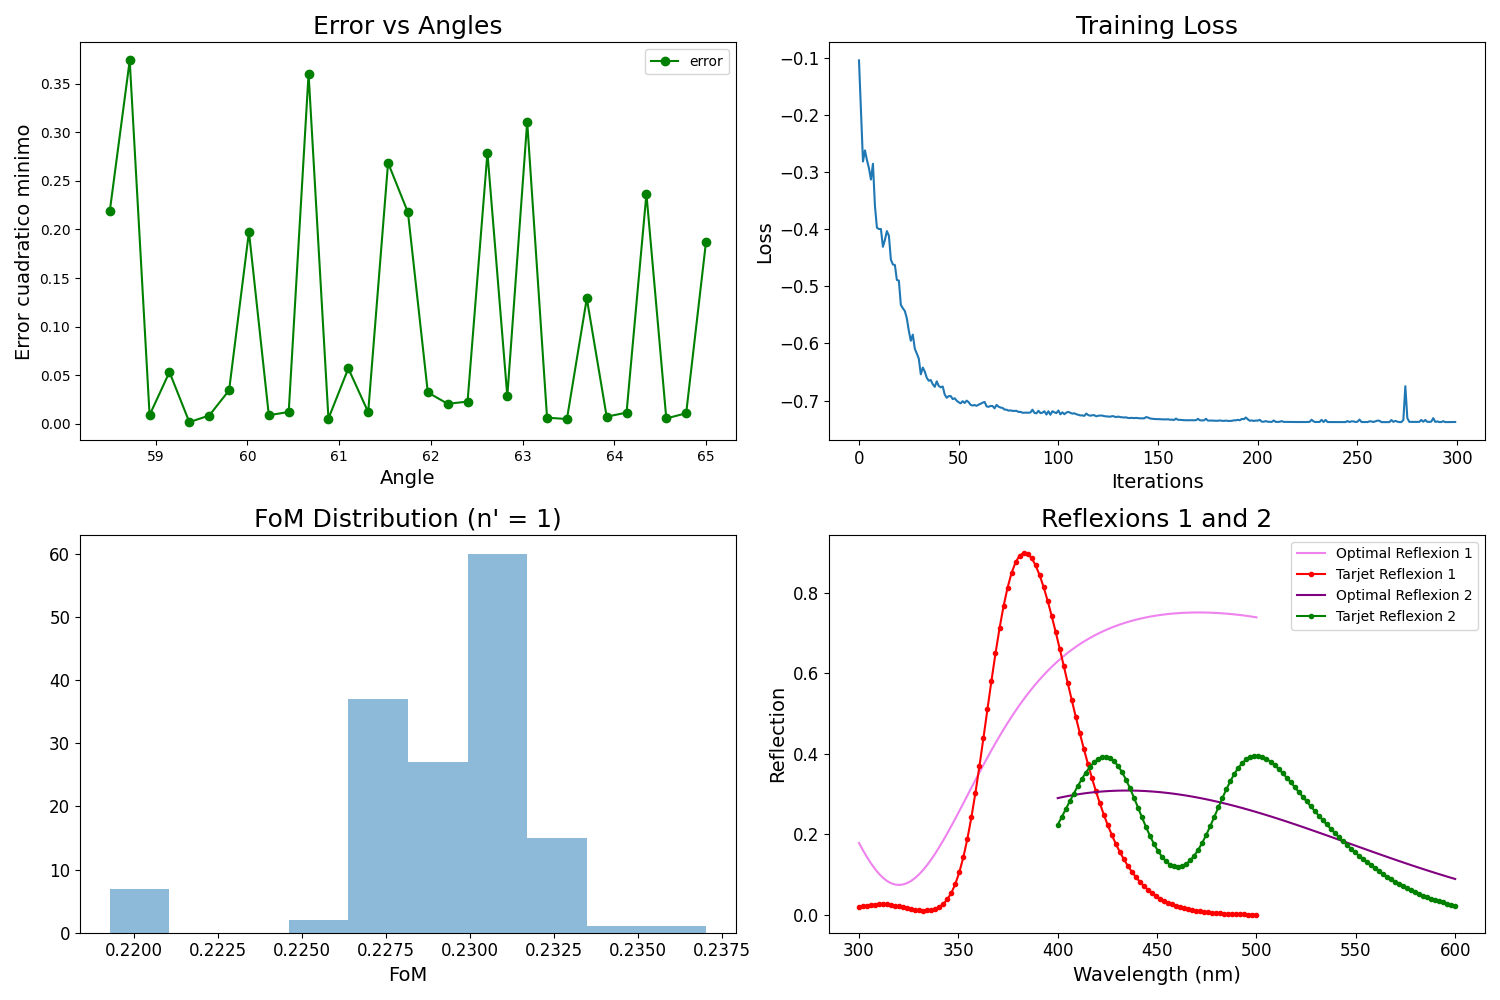 Error vs Angles
error
0.35
0.30
0.25
0.20
0.15
0.10
0.05
0.00
Error cuadratico minimo
59 60 61 62 63 64 65
Angle
Training Loss
−0.1
−0.2
−0.3
−0.4
−0.5
−0.6
−0.7
Loss
0 50 100 150 200 250 300
Iterations
FoM Distribution (n' = 1)
60
50
40
30
20
10
0
0.220 0.2225 0.225 0.2275 0.230 0.2325 0.235 0.2375
FoM
Reflexions 1 and 2
Optimal Reflexion 1
Tarjet Reflexion 1
Optimal Reflexion 2
Tarjet Reflexion 2
0.8
0.6
0.4
0.2
0.0
Reflection
300 350 400 450 500 550 600
Wavelength (nm)